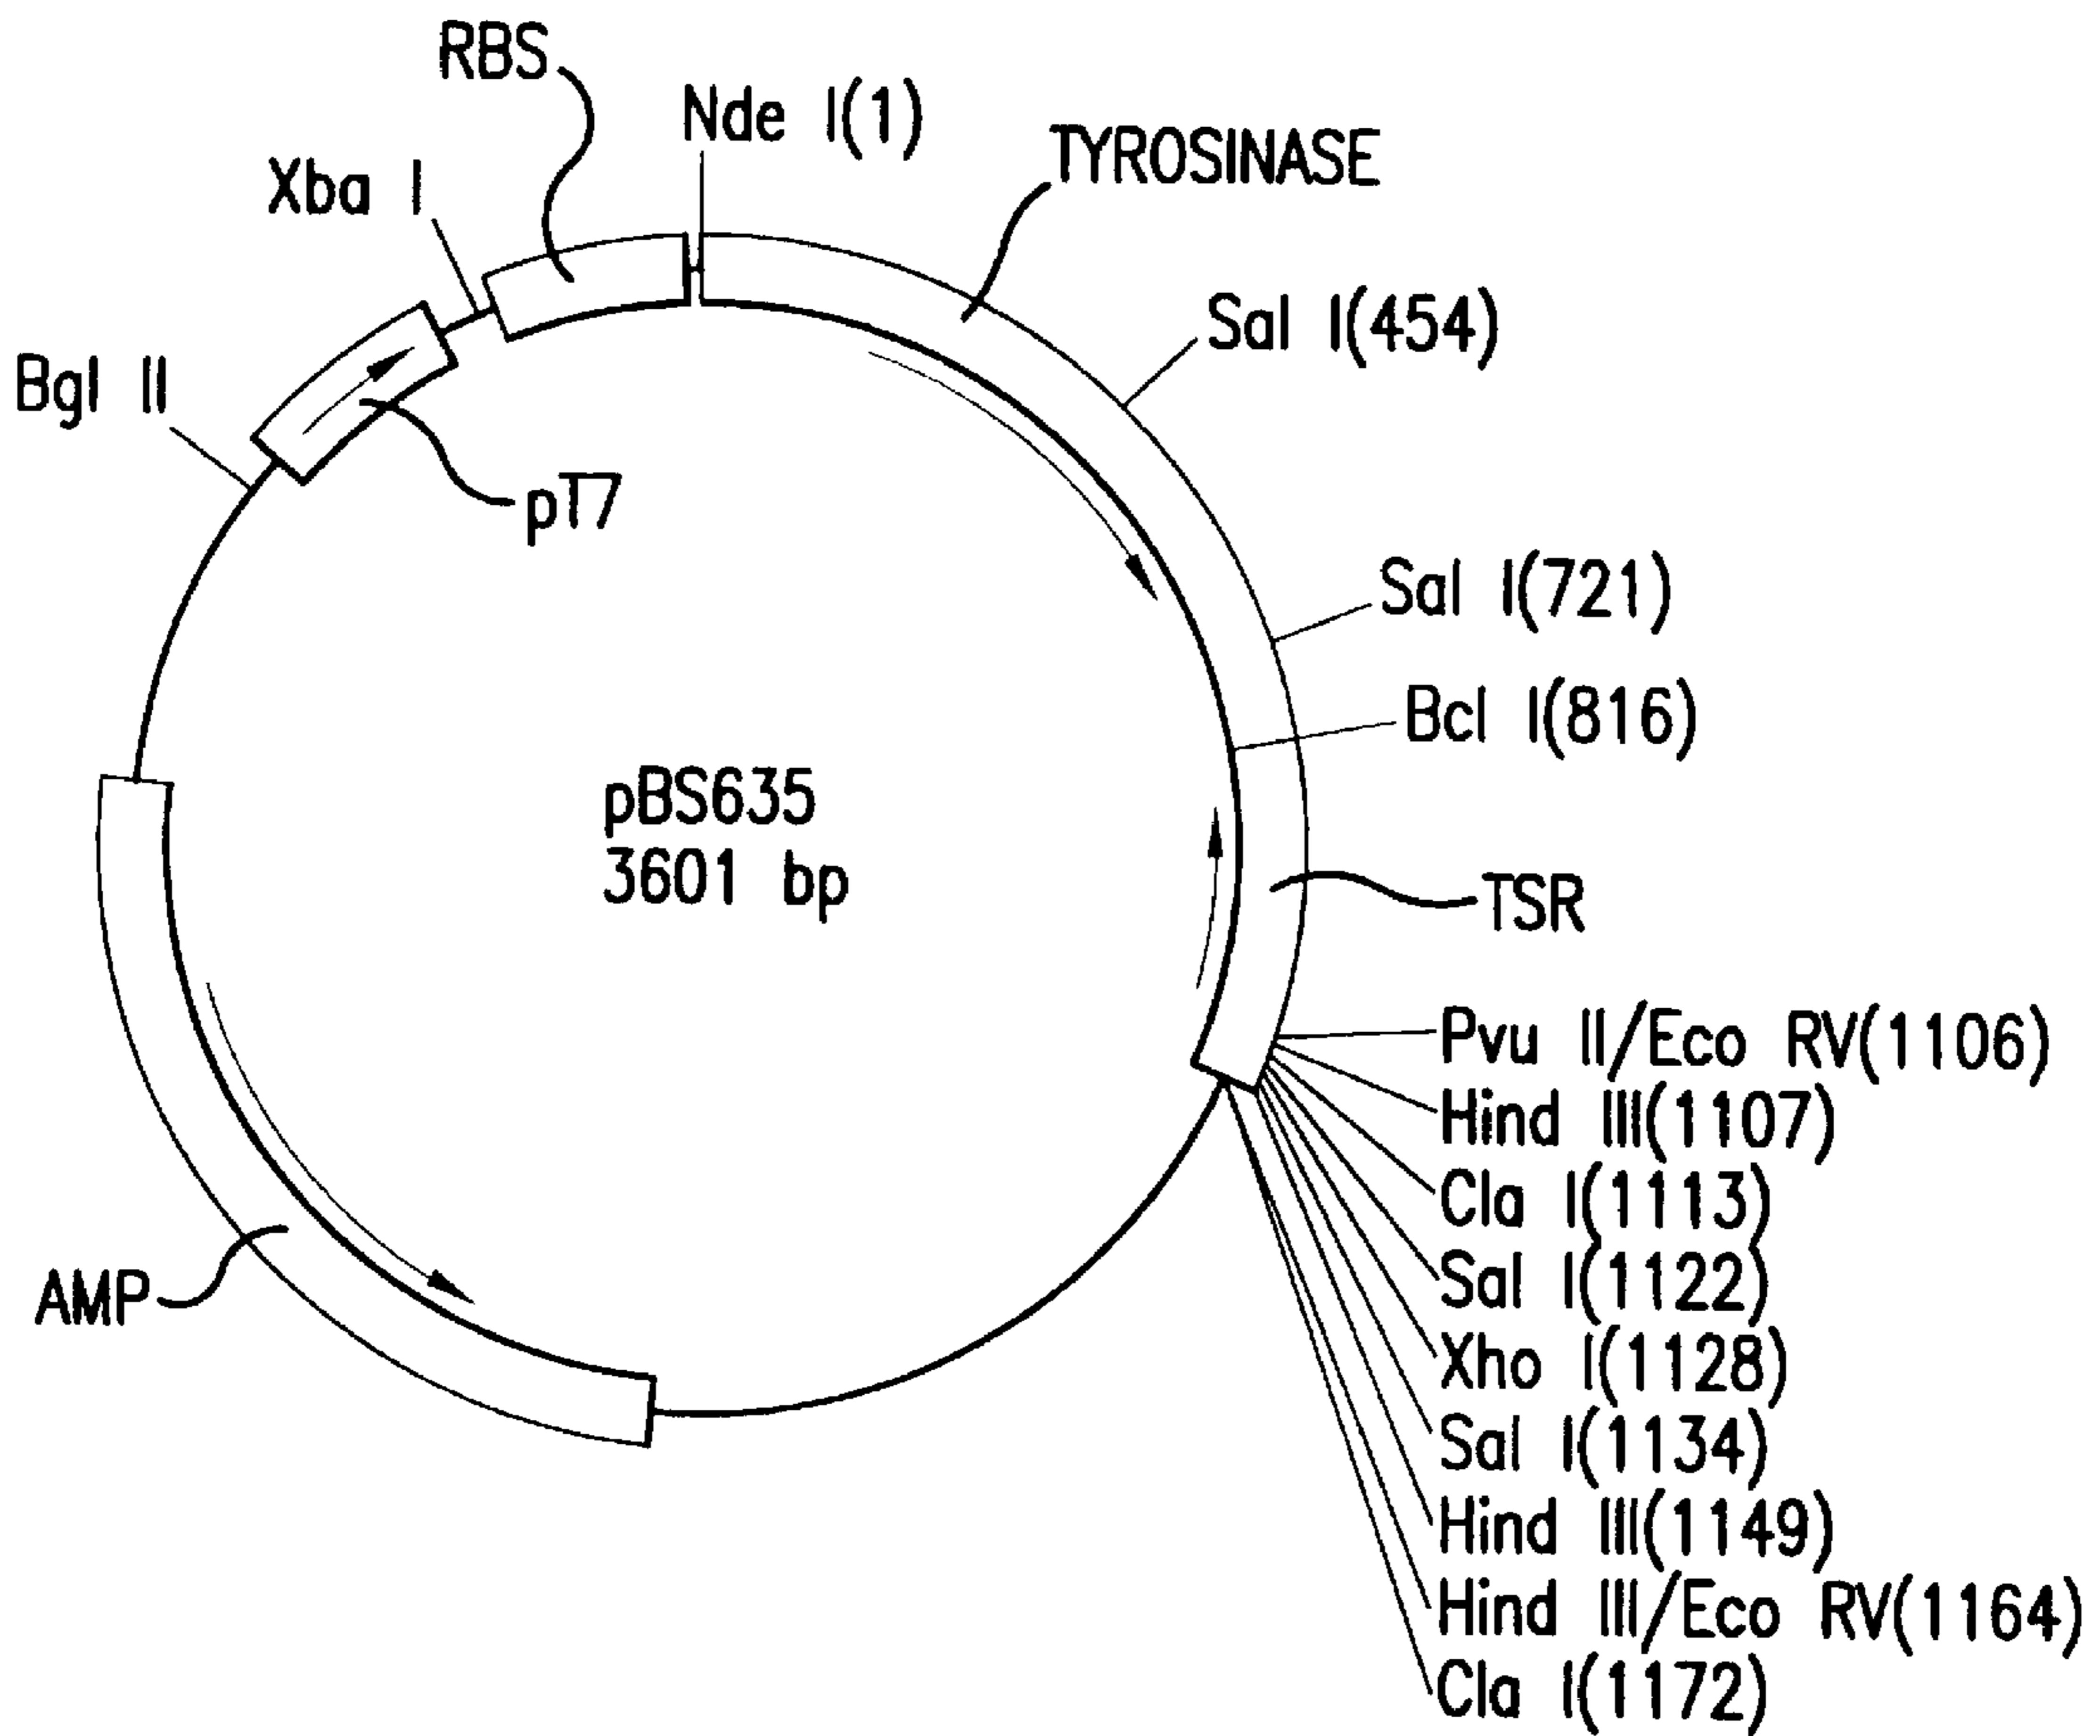 RBS
Nde I(1)
TYROSINASE
Xba I
Sal I(454)
Bgl II
pT7
Sal I(721)
Bcl I(816)
pBS635
3601 bp
TSR
Pvu II/Eco RV(1106)
Hind III(1107)
Cla I(1113)
Sal I(1122)
AMP
Xho I(1128)
Sal I(1134)
Hind III(1149)
Hind III/Eco RV(1164)
Cla I(1172)